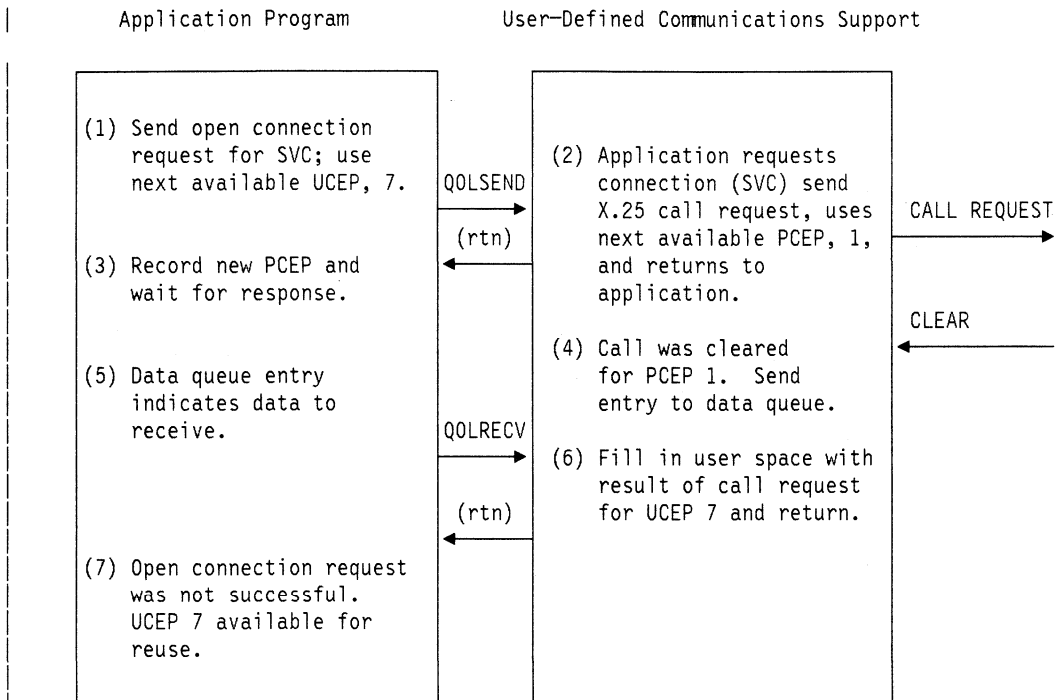 Application Program
User-Defined Communications Support
(1) Send open connection
request for SVC; use
next available UCEP, 7.
QOLSEND
(rtn)
(2) Application requests
connection (SVC) send
X.25 call request, uses
next available PCEP, 1,
and returns to
application.
CALL REQUEST
(3) Record new PCEP and
wait for response.
CLEAR
(4) Call was cleared
for PCEP 1. Send
entry to data queue.
(5) Data queue entry
indicates data to
receive.
QOLRECV
(rtn)
(6) Fill in user space with
result of call request
for UCEP 7 and return.
(7) Open connection request
was not successful.
UCEP 7 available for
reuse.